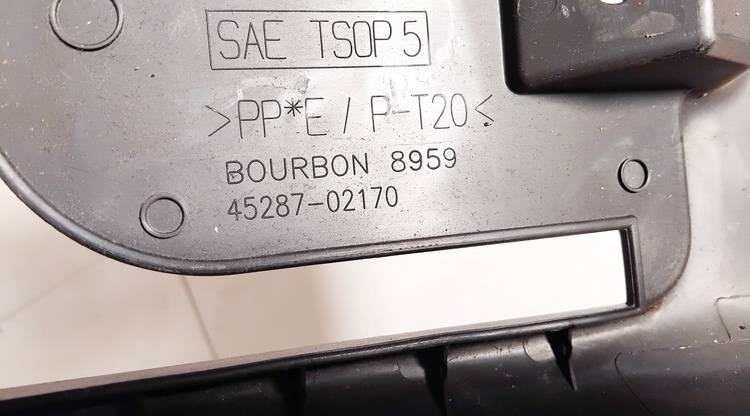 SAE TSOP 5
>PP*E / P-T20<
BOURBON 8959
45287-02170